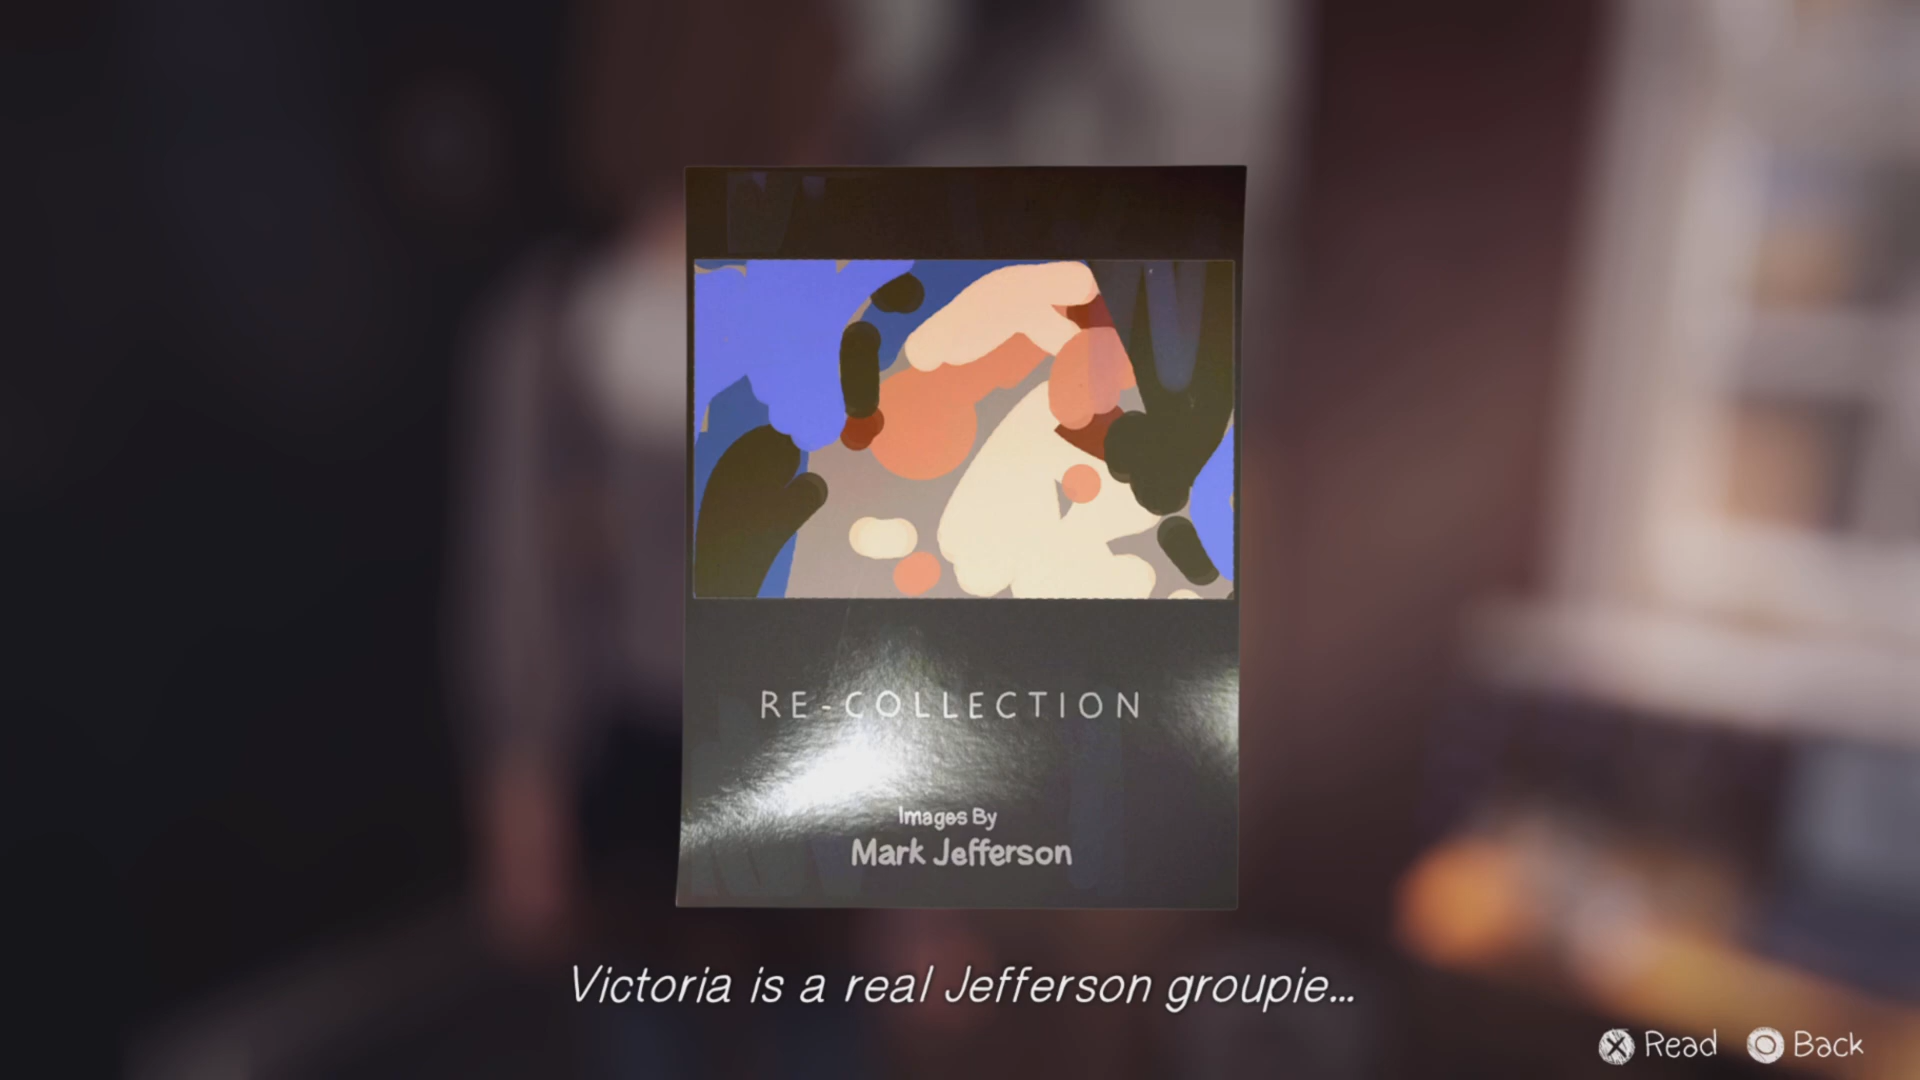 RE-COLLECTION
Images By
Mark Jefferson
Victoria is a real Jefferson groupie...
Read Back